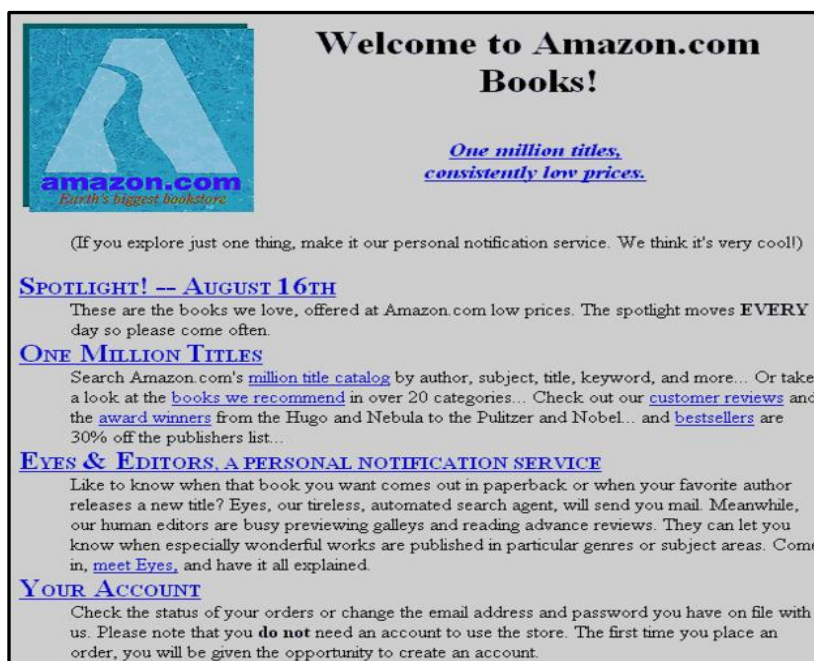 Welcome to Amazon.com
Books!
One million titles,
consistently low prices.
amazon.com
Earth's biggest bookstore
(If you explore just one thing, make it our personal notification service. We think it's very cool!)
SPOTLIGHT! -- AUGUST 16TH
These are the books we love, offered at Amazon.com low prices. The spotlight moves EVERY
day so please come often.
ONE MILLION TITLES
Search Amazon.com's million title catalog by author, subject, title, keyword, and more... Or take
a look at the books we recommend in over 20 categories... Check out our customer reviews and
the award winners from the Hugo and Nebula to the Pulitzer and Nobel... and bestsellers are
30% off the publishers list...
EYES & EDITORS, A PERSONAL NOTIFICATION SERVICE
Like to know when that book you want comes out in paperback or when your favorite author
releases a new title? Eyes, our tireless, automated search agent, will send you mail. Meanwhile,
our human editors are busy previewing galleys and reading advance reviews. They can let you
know when especially wonderful works are published in particular genres or subject areas. Come
in, meet Eyes, and have it all explained.
YOUR ACCOUNT
Check the status of your orders or change the email address and password you have on file with
us. Please note that you do not need an account to use the store. The first time you place an
order, you will be given the opportunity to create an account.